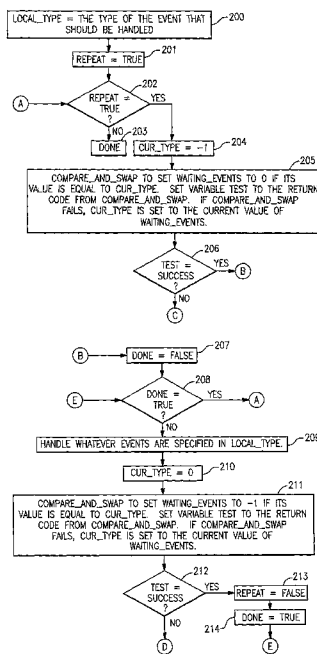 LOCAL_TYPE = THE TYPE OF THE EVENT THAT
SHOULD BE HANDLED
200
REPEAT = TRUE
201
202
A
REPEAT =
TRUE
?
YES
NO
203
DONE
CUR_TYPE = -1
204
205
COMPARE_AND_SWAP TO SET WAITING_EVENTS TO 0 IF ITS
VALUE IS EQUAL TO CUR_TYPE. SET VARIABLE TEST TO THE RETURN
CODE FROM COMPARE_AND_SWAP. IF COMPARE_AND_SWAP
FAILS, CUR_TYPE IS SET TO THE CURRENT VALUE OF
WAITING_EVENTS.
206
TEST =
SUCCESS
?
YES
B
NO
C
B
DONE = FALSE
207
208
E
DONE =
TRUE
?
YES
A
NO
HANDLE WHATEVER EVENTS ARE SPECIFIED IN LOCAL_TYPE.
209
CUR_TYPE = 0
210
211
COMPARE_AND_SWAP TO SET WAITING_EVENTS TO -1 IF ITS
VALUE IS EQUAL TO CUR_TYPE. SET VARIABLE TEST TO THE RETURN
CODE FROM COMPARE_AND_SWAP. IF COMPARE_AND_SWAP
FAILS, CUR_TYPE IS SET TO THE CURRENT VALUE OF
WAITING_EVENTS.
212
TEST =
SUCCESS
?
YES
REPEAT = FALSE
213
NO
214
DONE = TRUE
D
E